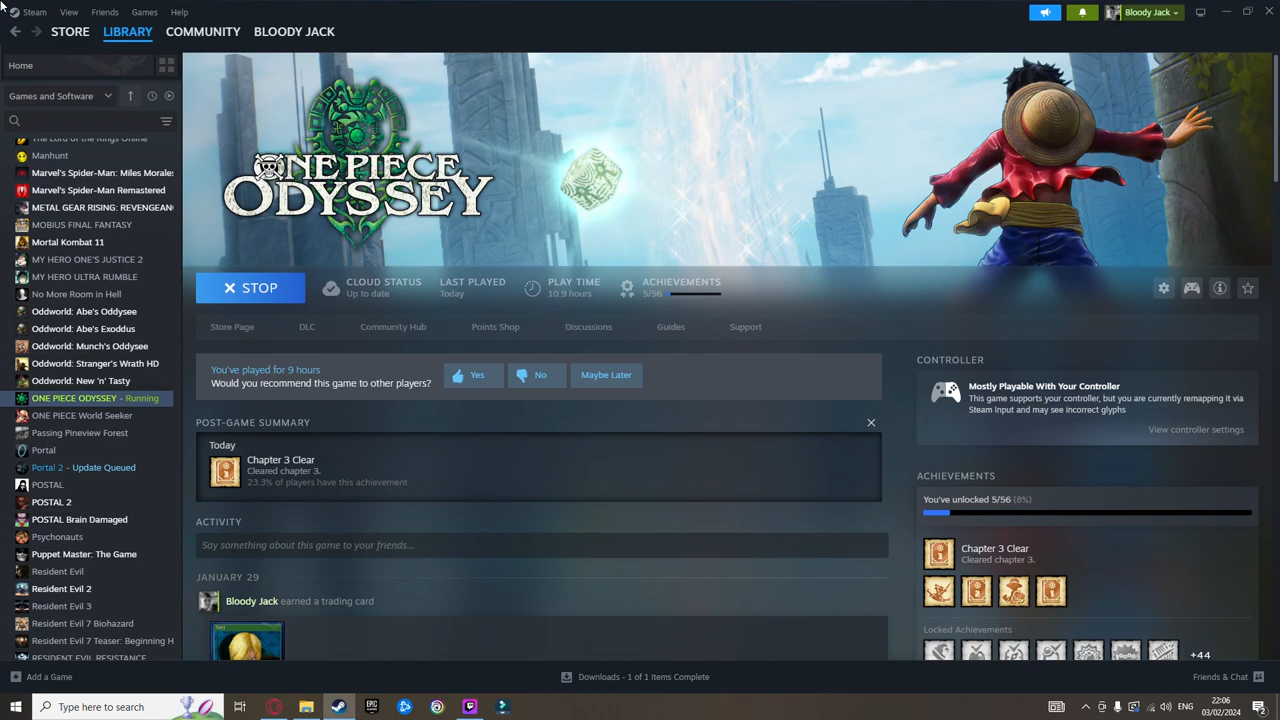 Steam View Friends Games Help
Bloody Jack
STORE LIBRARY COMMUNITY BLOODY JACK
Home
Games and Software
The Lord of the Rings Online
Manhunt
Marvel's Spider-Man: Miles Morales
Marvel's Spider-Man Remastered
METAL GEAR RISING: REVENGEAN
MOBIUS FINAL FANTASY
Mortal Kombat 11
MY HERO ONE'S JUSTICE 2
MY HERO ULTRA RUMBLE
No More Room in Hell
Oddworld: Abe's Oddysee
Oddworld: Abe's Exoddus
Oddworld: Munch's Oddysee
Oddworld: Stranger's Wrath HD
Oddworld: New 'n' Tasty
ONE PIECE ODYSSEY - Running
ONE PIECE World Seeker
Passing Pineview Forest
Portal
Portal 2 - Update Queued
POSTAL
POSTAL 2
POSTAL Brain Damaged
Psychonauts
Puppet Master: The Game
Resident Evil
Resident Evil 2
Resident Evil 3
Resident Evil 7 Biohazard
Resident Evil 7 Teaser: Beginning H
RESIDENT EVIL RESISTANCE
ONE PIECE
ODYSSEY
STOP
CLOUD STATUS
Up to date
LAST PLAYED
Today
PLAY TIME
10.9 hours
ACHIEVEMENTS
5/56
Store Page DLC Community Hub Points Shop Discussions Guides Support
You've played for 9 hours
Would you recommend this game to other players?
Yes No Maybe Later
POST-GAME SUMMARY
Today
Chapter 3 Clear
Cleared chapter 3.
23.3% of players have this achievement
ACTIVITY
Say something about this game to your friends...
JANUARY 29
Bloody Jack earned a trading card
CONTROLLER
Mostly Playable With Your Controller
This game supports your controller, but you are currently remapping it via
Steam Input and may see incorrect glyphs
View controller settings
ACHIEVEMENTS
You've unlocked 5/56 (8%)
Chapter 3 Clear
Cleared chapter 3.
Locked Achievements
+44
Add a Game
Downloads - 1 of 1 Items Complete
Friends & Chat
Type here to search
22:06
03/02/2024
2